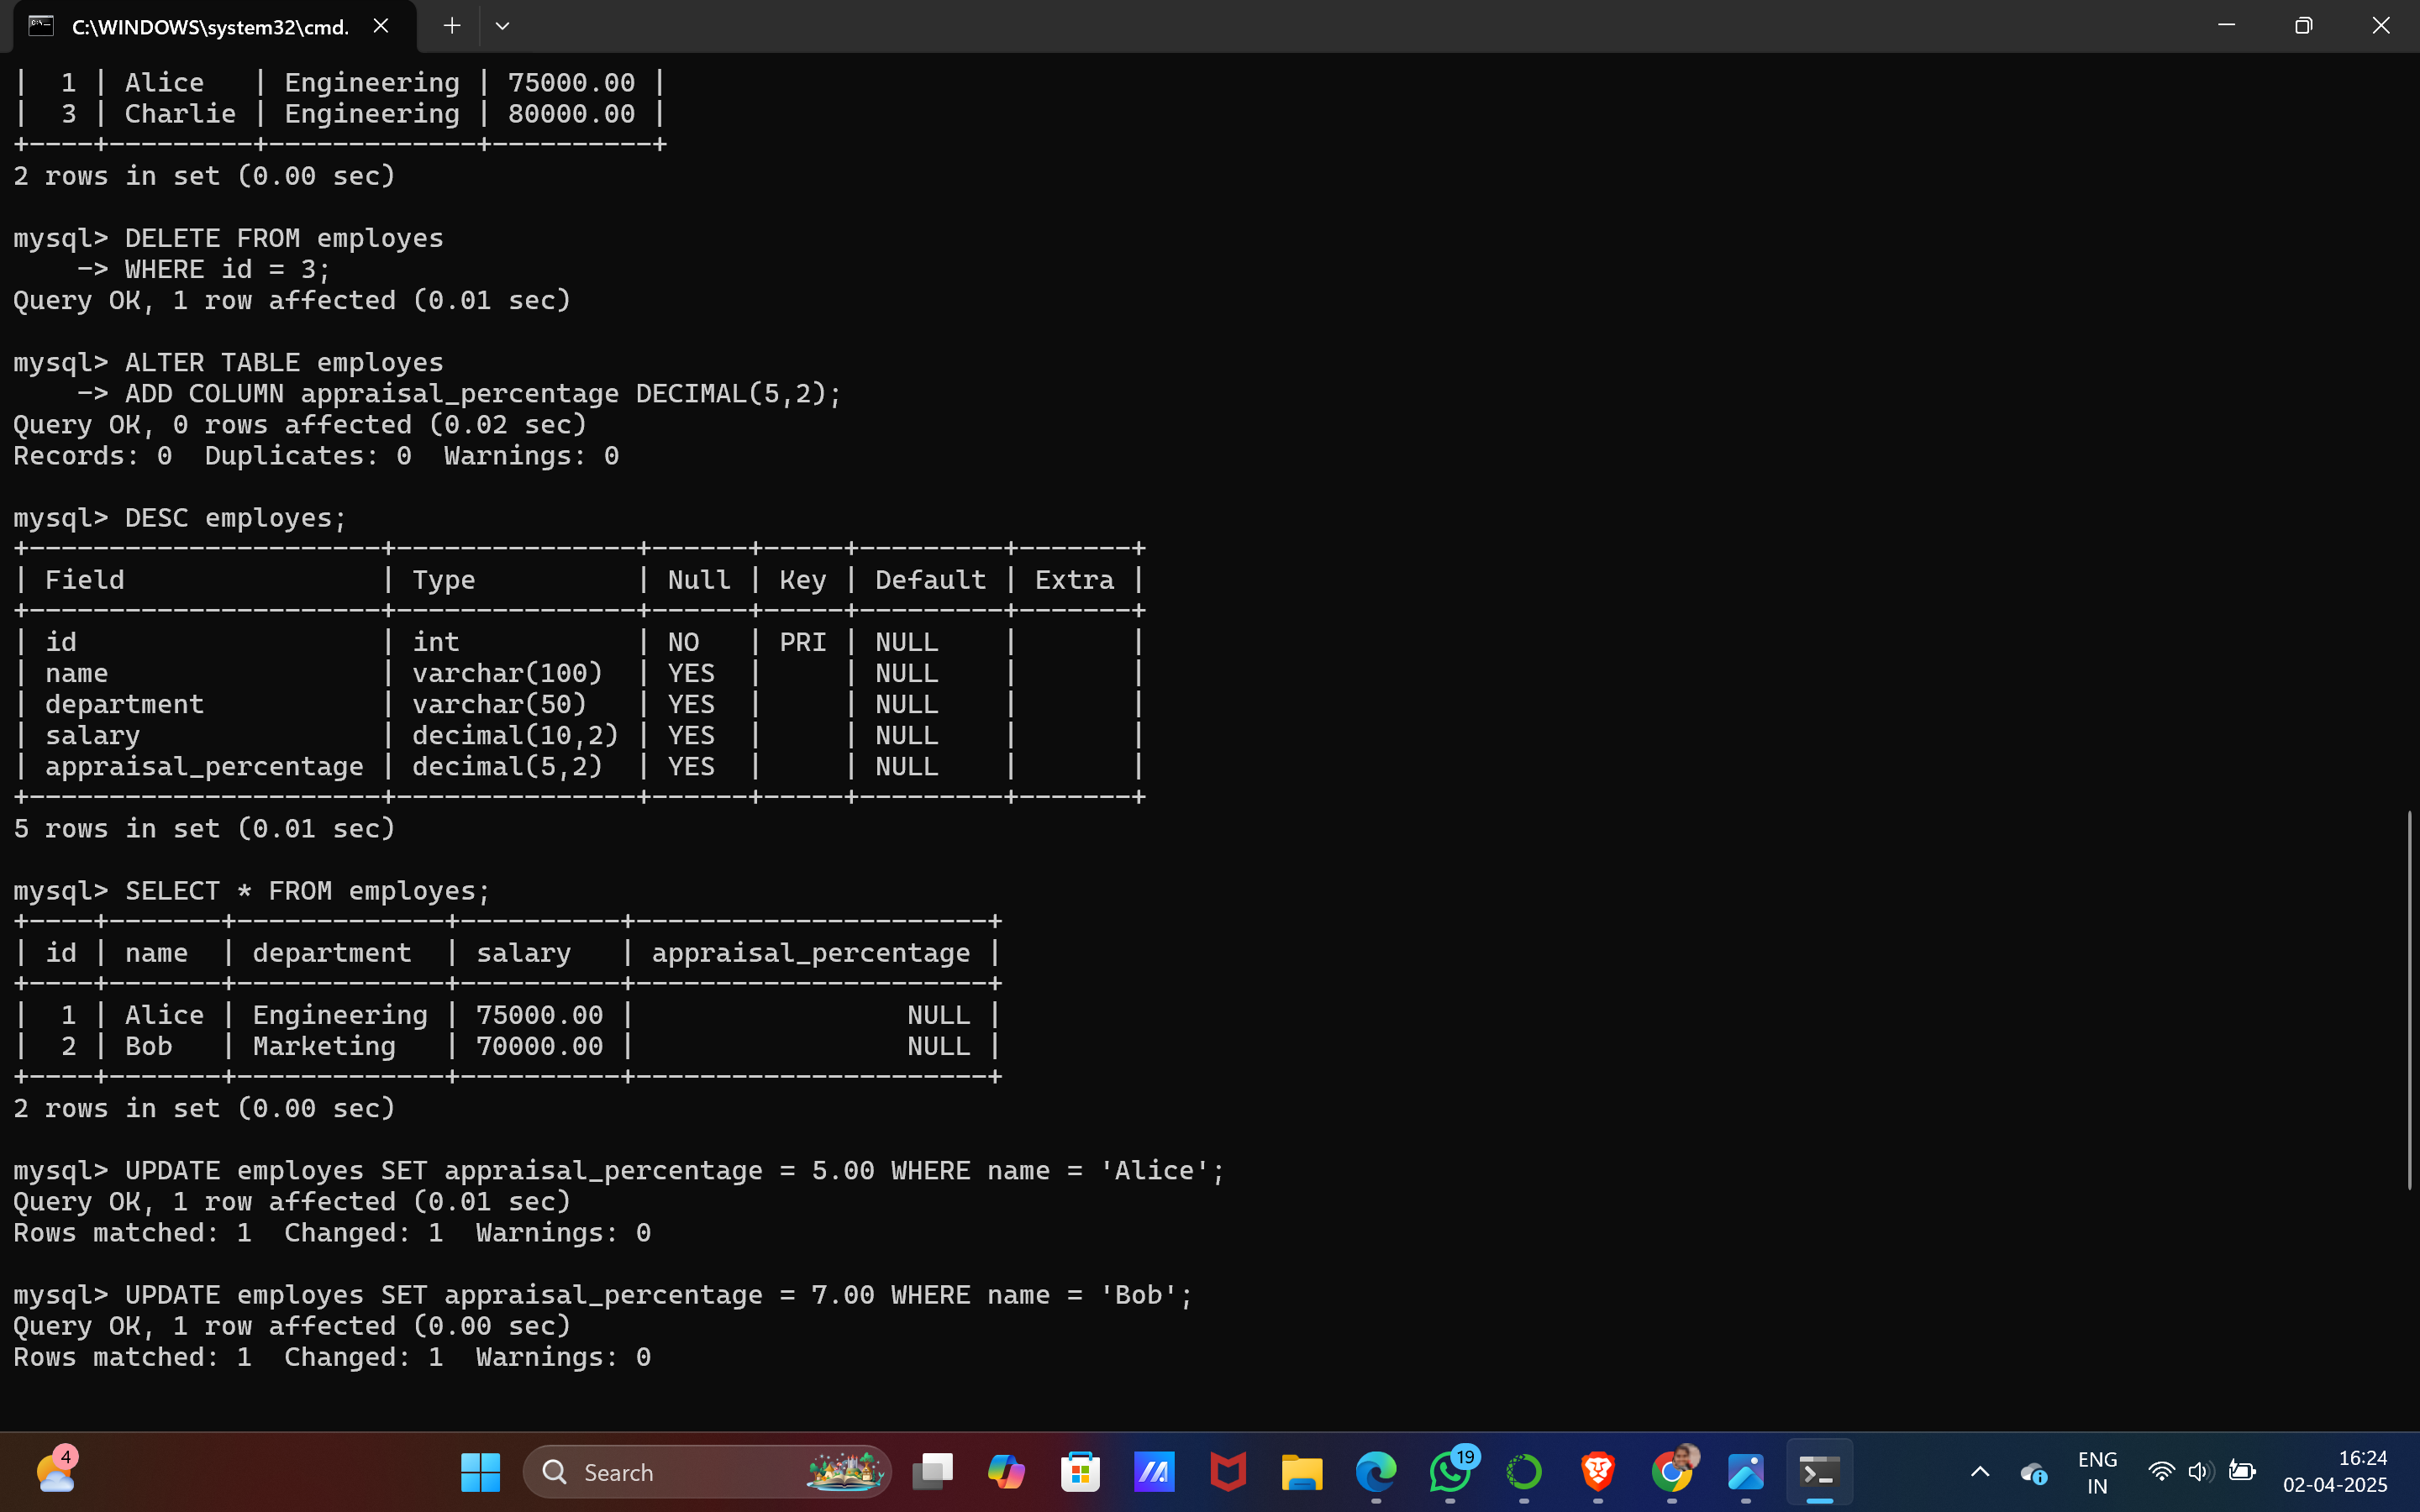 C:\WINDOWS\system32\cmd.
|  1 | Alice   | Engineering | 75000.00 |
|  3 | Charlie | Engineering | 80000.00 |
+----+---------+-------------+----------+
2 rows in set (0.00 sec)
mysql> DELETE FROM employes
    -> WHERE id = 3;
Query OK, 1 row affected (0.01 sec)
mysql> ALTER TABLE employes
    -> ADD COLUMN appraisal_percentage DECIMAL(5,2);
Query OK, 0 rows affected (0.02 sec)
Records: 0  Duplicates: 0  Warnings: 0
mysql> DESC employes;
+----------------------+---------------+------+-----+---------+-------+
| Field                | Type          | Null | Key | Default | Extra |
+----------------------+---------------+------+-----+---------+-------+
| id                   | int           | NO   | PRI | NULL    |       |
| name                 | varchar(100)  | YES  |     | NULL    |       |
| department           | varchar(50)   | YES  |     | NULL    |       |
| salary               | decimal(10,2) | YES  |     | NULL    |       |
| appraisal_percentage | decimal(5,2)  | YES  |     | NULL    |       |
+----------------------+---------------+------+-----+---------+-------+
5 rows in set (0.01 sec)
mysql> SELECT * FROM employes;
+----+-------+-------------+----------+----------------------+
| id | name  | department  | salary   | appraisal_percentage |
+----+-------+-------------+----------+----------------------+
|  1 | Alice | Engineering | 75000.00 |                 NULL |
|  2 | Bob   | Marketing   | 70000.00 |                 NULL |
+----+-------+-------------+----------+----------------------+
2 rows in set (0.00 sec)
mysql> UPDATE employes SET appraisal_percentage = 5.00 WHERE name = 'Alice';
Query OK, 1 row affected (0.01 sec)
Rows matched: 1  Changed: 1  Warnings: 0
mysql> UPDATE employes SET appraisal_percentage = 7.00 WHERE name = 'Bob';
Query OK, 1 row affected (0.00 sec)
Rows matched: 1  Changed: 1  Warnings: 0
4
Search
19
ENG
IN
16:24
02-04-2025